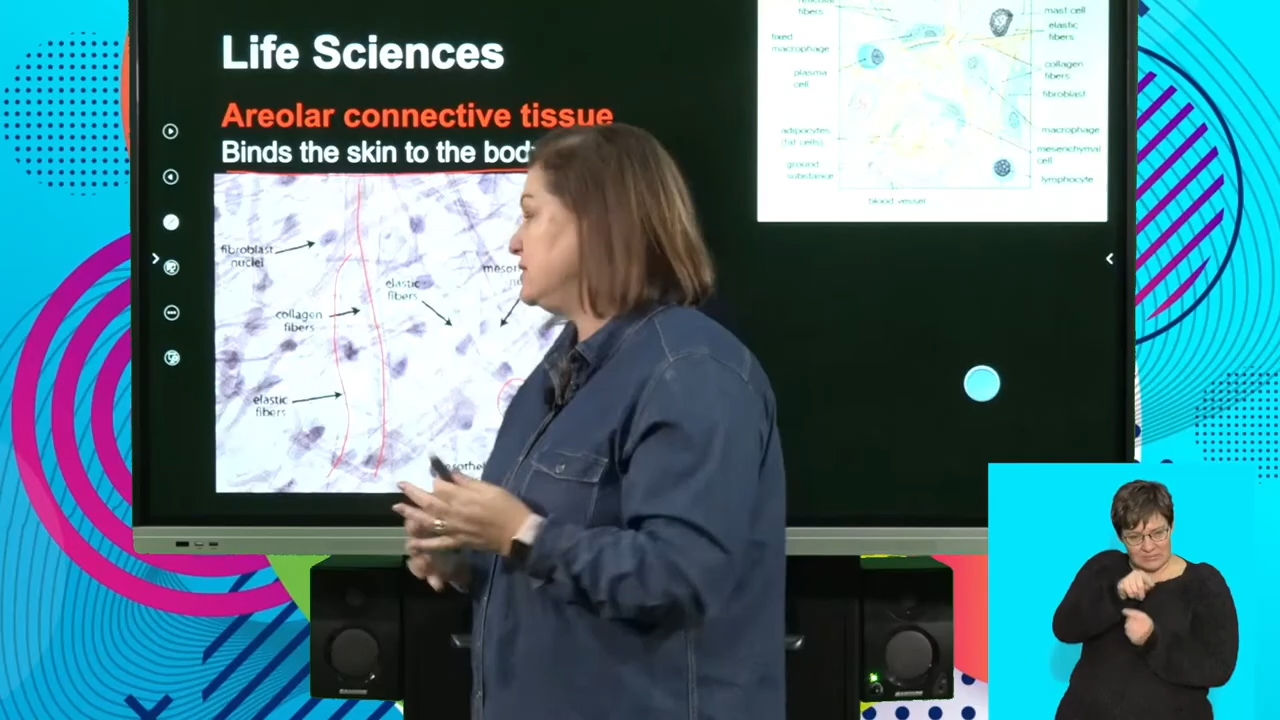 Life Sciences
Areolar connective tissue
Binds the skin to the body
fibroblast
nuclei
collagen
fibers
elastic
fibers
elastic
fibers
fibers
fixed
macrophage
plasma
cell
adipocytes
(fat cells)
ground
substance
blood vessel
mast cell
elastic
fibers
collagen
fibers
fibroblast
macrophage
mesenchymal
cell
lymphocyte